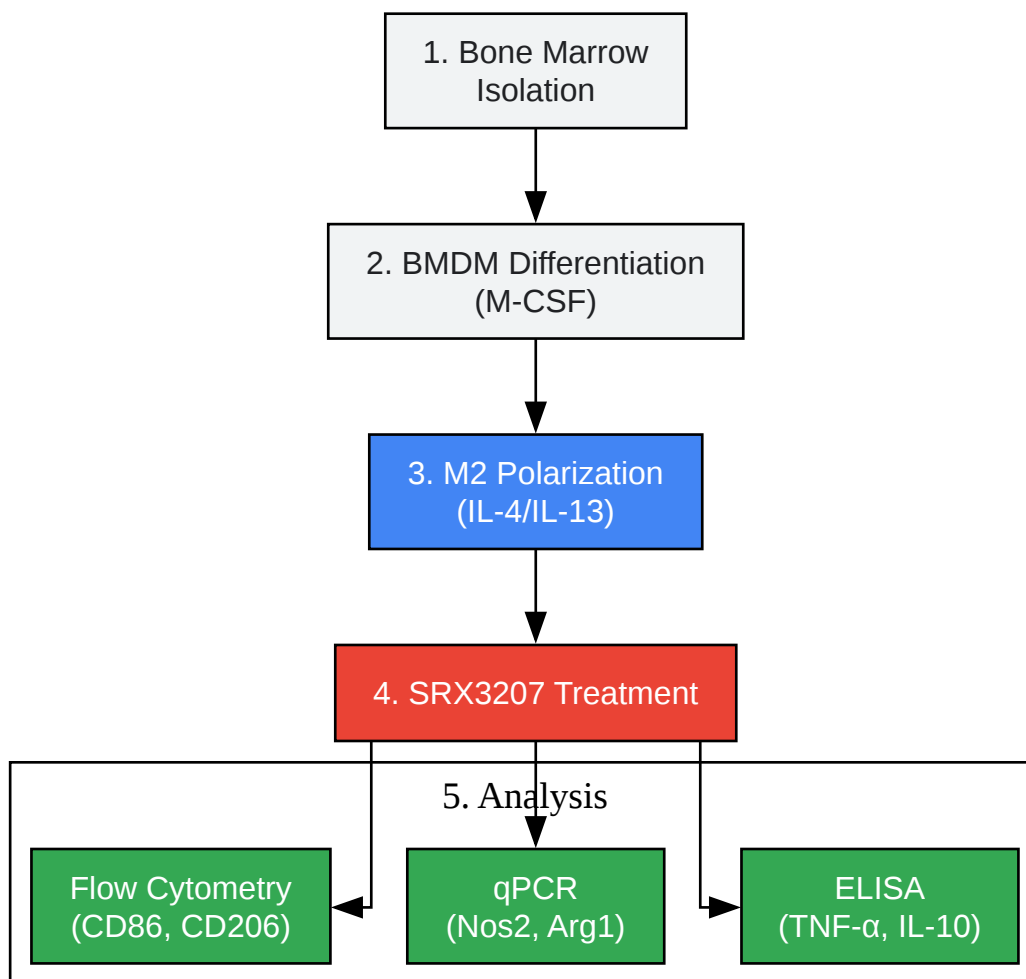 1. Bone Marrow
Isolation
2. BMDM Differentiation
(M-CSF)
3. M2 Polarization
(IL-4/IL-13)
4. SRX3207 Treatment
5. Analysis
Flow Cytometry
(CD86, CD206)
qPCR
(Nos2, Arg1)
ELISA
(TNF-α, IL-10)